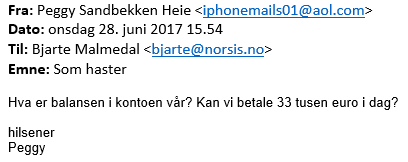 Fra: Peggy Sandbekken Heie <iphonemails01@aol.com>
Dato: onsdag 28. juni 2017 15.54
Til: Bjarte Malmedal <bjarte@norsis.no>
Emne: Som haster
Hva er balansen i kontoen vår? Kan vi betale 33 tusen euro i dag?
hilsener
Peggy